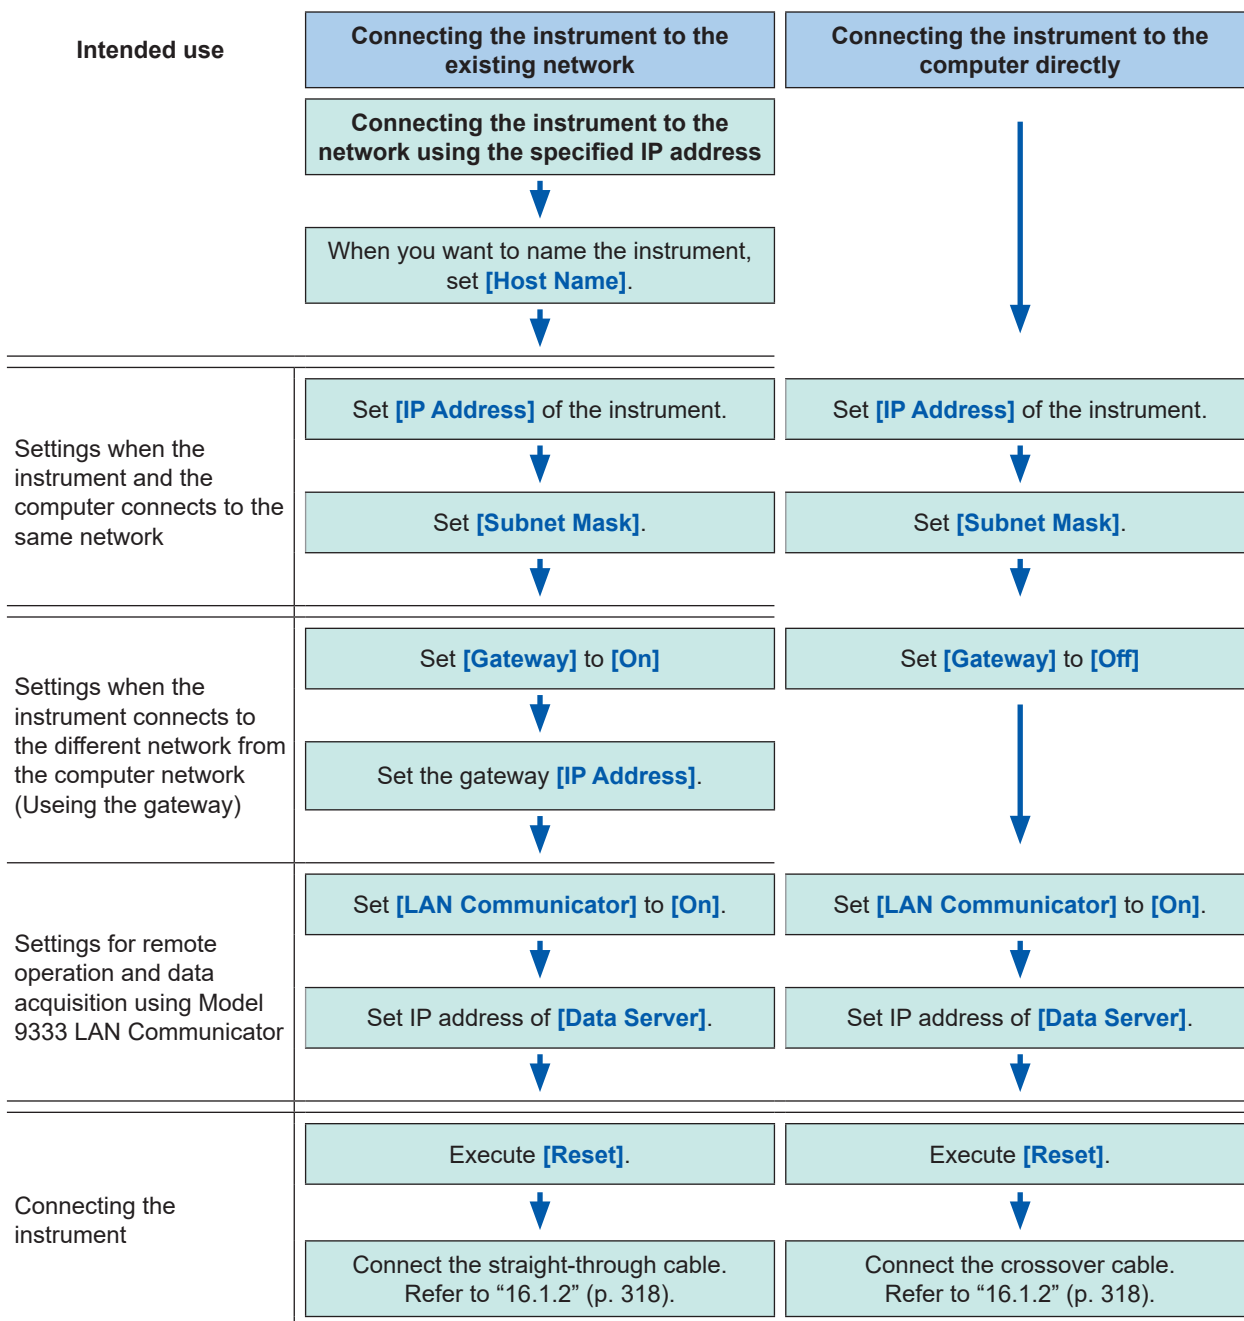 Intended use
Connecting the instrument to the
existing network
Connecting the instrument to the
computer directly
Connecting the instrument to the
network using the specified IP address
When you want to name the instrument,
set [Host Name].
Settings when the
instrument and the
computer connects to the
same network
Set [IP Address] of the instrument.
Set [IP Address] of the instrument.
Set [Subnet Mask].
Set [Subnet Mask].
Settings when the
instrument connects to
the different network from
the computer network
(Useing the gateway)
Set [Gateway] to [On]
Set [Gateway] to [Off]
Set the gateway [IP Address].
Settings for remote
operation and data
acquisition using Model
9333 LAN Communicator
Set [LAN Communicator] to [On].
Set [LAN Communicator] to [On].
Set IP address of [Data Server].
Set IP address of [Data Server].
Connecting the
instrument
Execute [Reset].
Execute [Reset].
Connect the straight-through cable.
Refer to “16.1.2” (p. 318).
Connect the crossover cable.
Refer to “16.1.2” (p. 318).